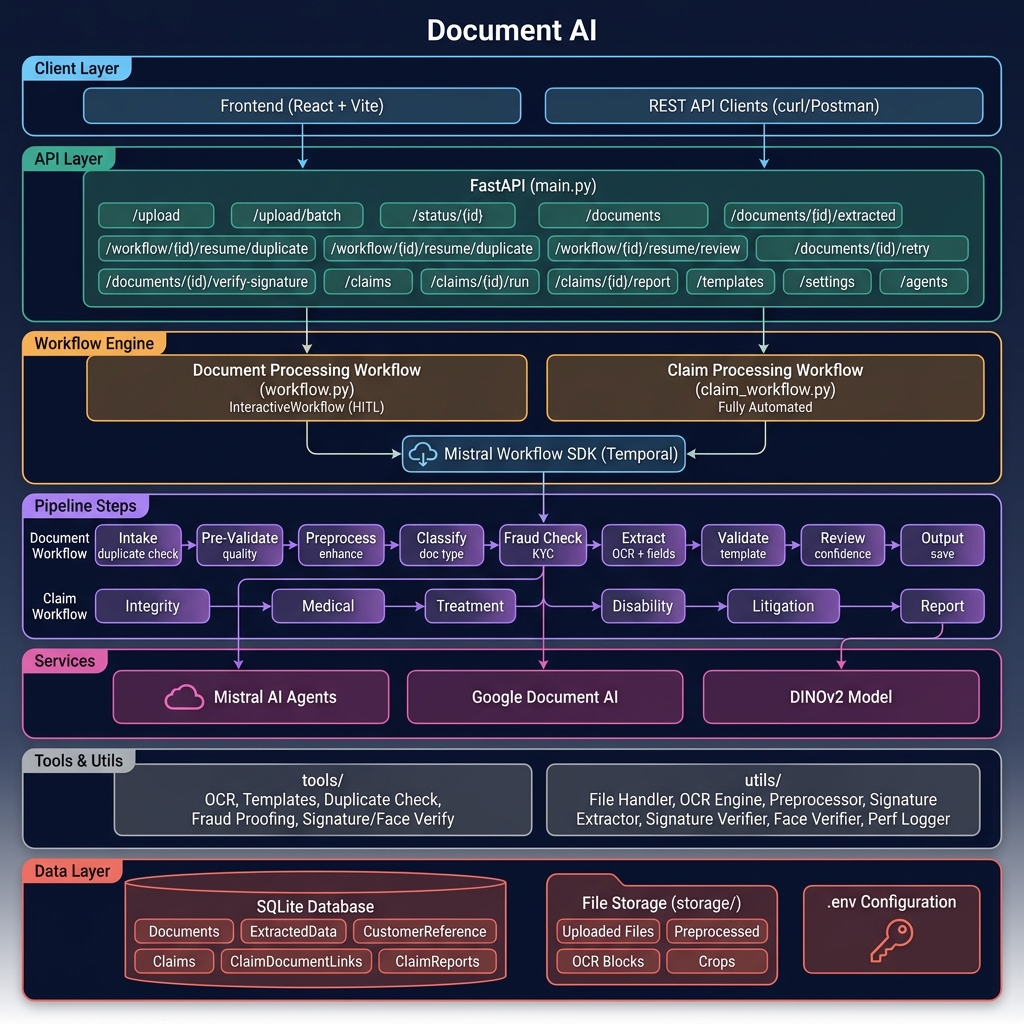 Document AI
Client Layer
Frontend (React + Vite)
REST API Clients (curl/Postman)
API Layer
FastAPI (main.py)
/upload
/upload/batch
/status/{id}
/documents
/documents/{id}/extracted
/workflow/{id}/resume/duplicate
/workflow/{id}/resume/duplicate
/workflow/{id}/resume/review
/documents/{id}/retry
/documents/{id}/verify-signature
/claims
/claims/{id}/run
/claims/{id}/report
/templates
/settings
/agents
Workflow Engine
Document Processing Workflow
(workflow.py)
InteractiveWorkflow (HITL)
Claim Processing Workflow
(claim_workflow.py)
Fully Automated
Mistral Workflow SDK (Temporal)
Pipeline Steps
Document
Workflow
Intake
duplicate check
Pre-Validate
quality
Preprocess
enhance
Classify
doc type
Fraud Check
KYC
Extract
OCR + fields
Validate
template
Review
confidence
Output
save
Claim
Workflow
Integrity
Medical
Treatment
Disability
Litigation
Report
Services
Mistral AI Agents
Google Document AI
DINOv2 Model
Tools & Utils
tools/
OCR, Templates, Duplicate Check,
Fraud Proofing, Signature/Face Verify
utils/
File Handler, OCR Engine, Preprocessor, Signature
Extractor, Signature Verifier, Face Verifier, Perf Logger
Data Layer
SQLite Database
Documents
ExtractedData
CustomerReference
Claims
ClaimDocumentLinks
ClaimReports
File Storage (storage/)
Uploaded Files
Preprocessed
OCR Blocks
Crops
.env Configuration